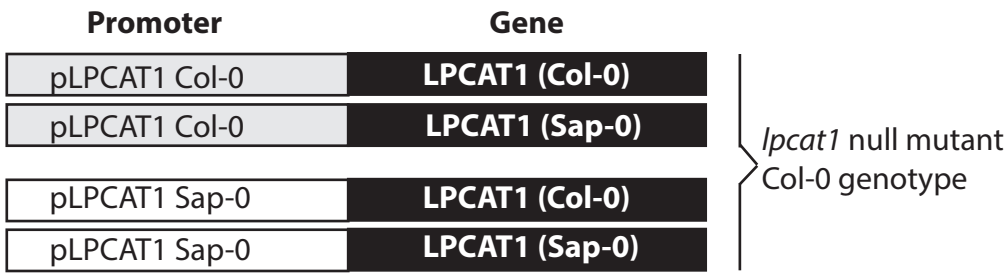 Promoter Gene
pLPCAT1 Col-0 LPCAT1 (Col-0)
pLPCAT1 Col-0 LPCAT1 (Sap-0)
pLPCAT1 Sap-0 LPCAT1 (Col-0)
pLPCAT1 Sap-0 LPCAT1 (Sap-0)
lpcat1 null mutant
Col-0 genotype